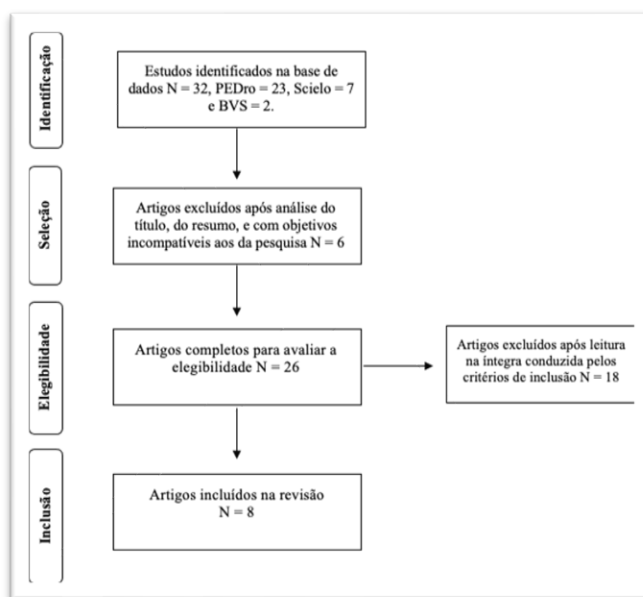 Identificação
Estudos identificados na base de
dados N = 32, PEDro = 23, Scielo = 7
e BVS = 2.
Seleção
Artigos excluídos após análise do
título, do resumo, e com objetivos
incompatíveis aos da pesquisa N = 6
Elegibilidade
Artigos completos para avaliar a
elegibilidade N = 26
Artigos excluídos após leitura
na íntegra conduzida pelos
critérios de inclusão N = 18
Inclusão
Artigos incluídos na revisão
N = 8